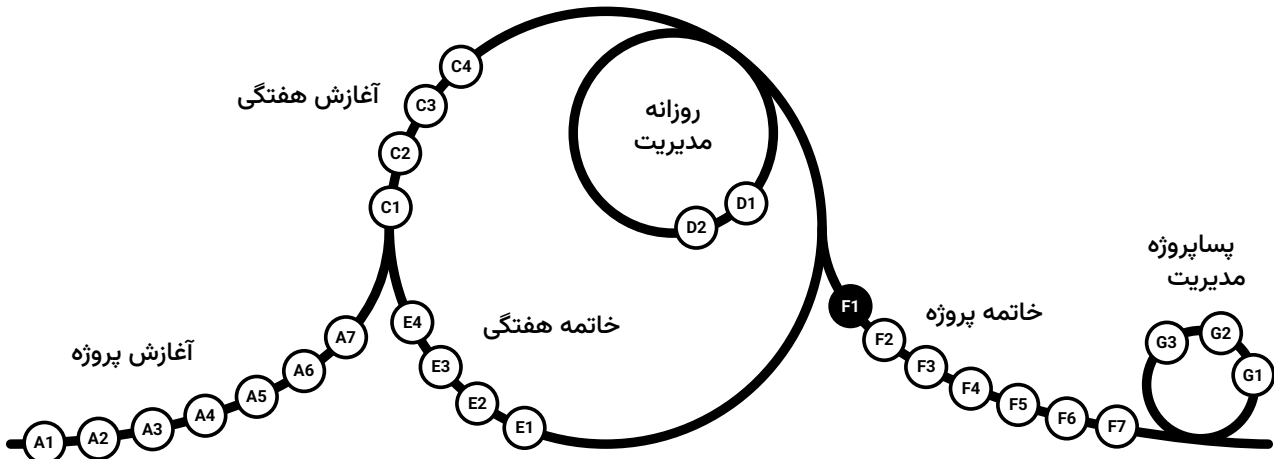 آغازش پروژه
A1
A2
A3
A4
A5
A6
A7
آغازش هفتگی
C1
C2
C3
C4
روزانه
مدیریت
D1
D2
خاتمه هفتگی
E1
E2
E3
E4
خاتمه پروژه
F1
F2
F3
F4
F5
F6
F7
پساپروژه
مدیریت
G1
G2
G3